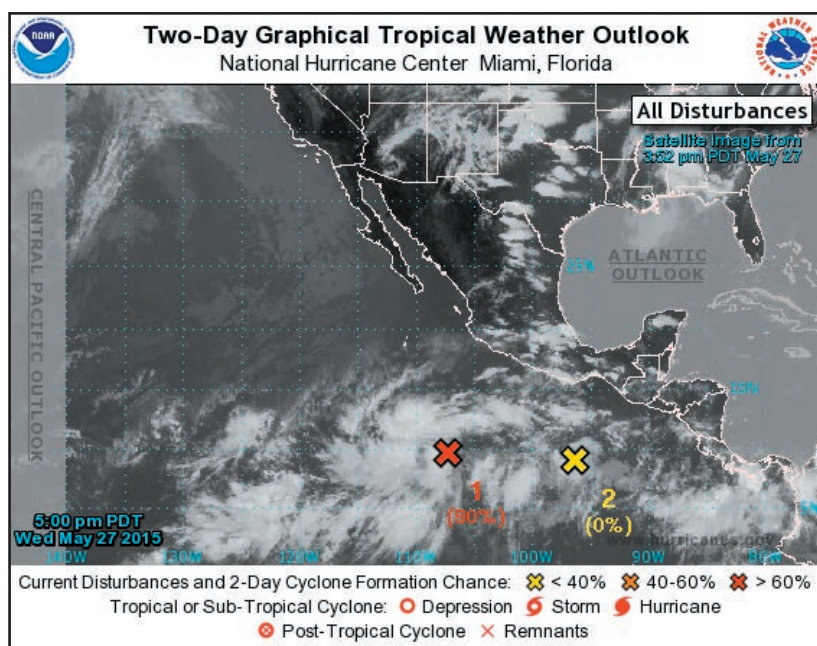 Two-Day Graphical Tropical Weather Outlook
National Hurricane Center Miami, Florida
NOAA
All Disturbances
Satellite Image from
3:52 pm PDT May 27
CENTRAL PACIFIC OUTLOOK
ATLANTIC
OUTLOOK
25N
15N
1
(90%)
2
(0%)
5N
5:00 pm PDT
Wed May 27 2015
www.hurricanes.gov
140W 130W 120W 110W 100W 90W 80W
Current Disturbances and 2-Day Cyclone Formation Chance: < 40% 40-60% > 60%
Tropical or Sub-Tropical Cyclone: Depression Storm Hurricane
Post-Tropical Cyclone Remnants